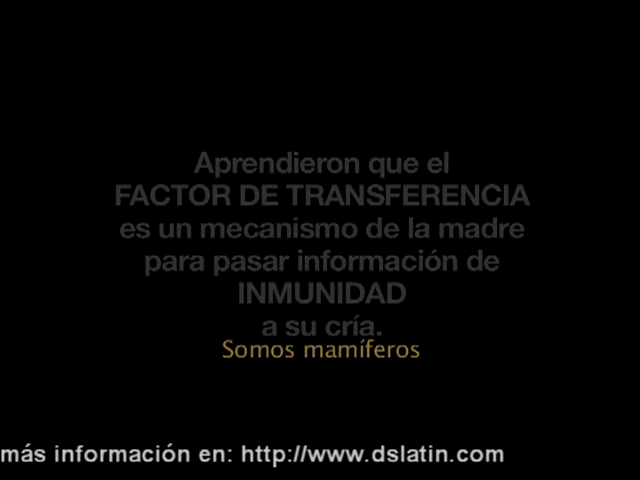 Aprendieron que el
FACTOR DE TRANSFERENCIA
es un mecanismo de la madre
para pasar información de
INMUNIDAD
a su cría.
Somos mamíferos
más información en: http://www.dslatin.com